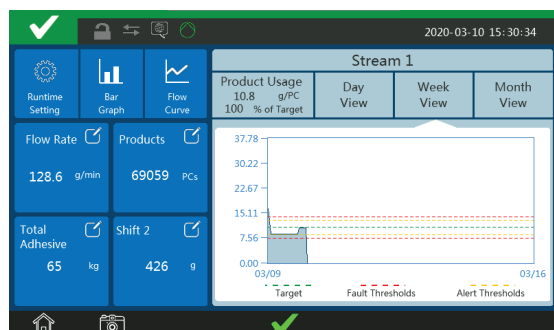 2020-03-10 15:30:34
Runtime
Setting
Bar
Graph
Flow
Curve
Flow Rate
128.6 g/min
Products
69059 PCs
Total
Adhesive
65 kg
Shift 2
426 g
Stream 1
Product Usage
10.8 g/PC
100 % of Target
Day
View
Week
View
Month
View
37.78
30.22
22.67
15.11
7.56
0.00
03/09 03/16
Target Fault Thresholds Alert Thresholds